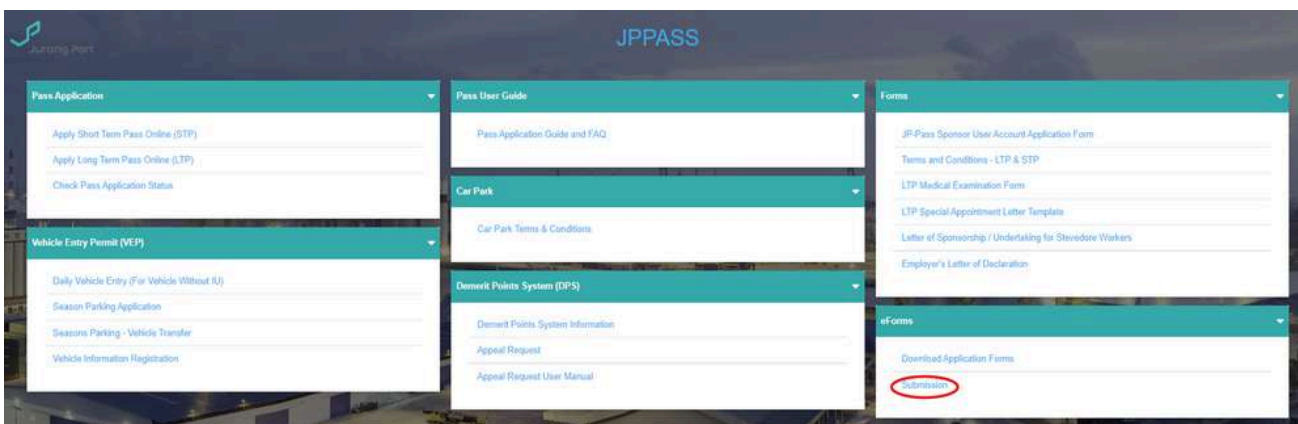 Jurong Port
JPPASS
Pass Application
Apply Short Term Pass Online (STP)
Apply Long Term Pass Online (LTP)
Check Pass Application Status
Vehicle Entry Permit (VEP)
Daily Vehicle Entry (For Vehicle Without IU)
Season Parking Application
Seasons Parking - Vehicle Transfer
Vehicle Information Registration
Pass User Guide
Pass Application Guide and FAQ
Car Park
Car Park Terms & Conditions
Demerit Points System (DPS)
Demerit Points System Information
Appeal Request
Appeal Request User Manual
Forms
JP-Pass Sponsor User Account Application Form
Terms and Conditions - LTP & STP
LTP Medical Examination Form
LTP Special Appointment Letter Template
Letter of Sponsorship / Undertaking for Stevedore Workers
Employer's Letter of Declaration
eForms
Download Application Forms
Submission